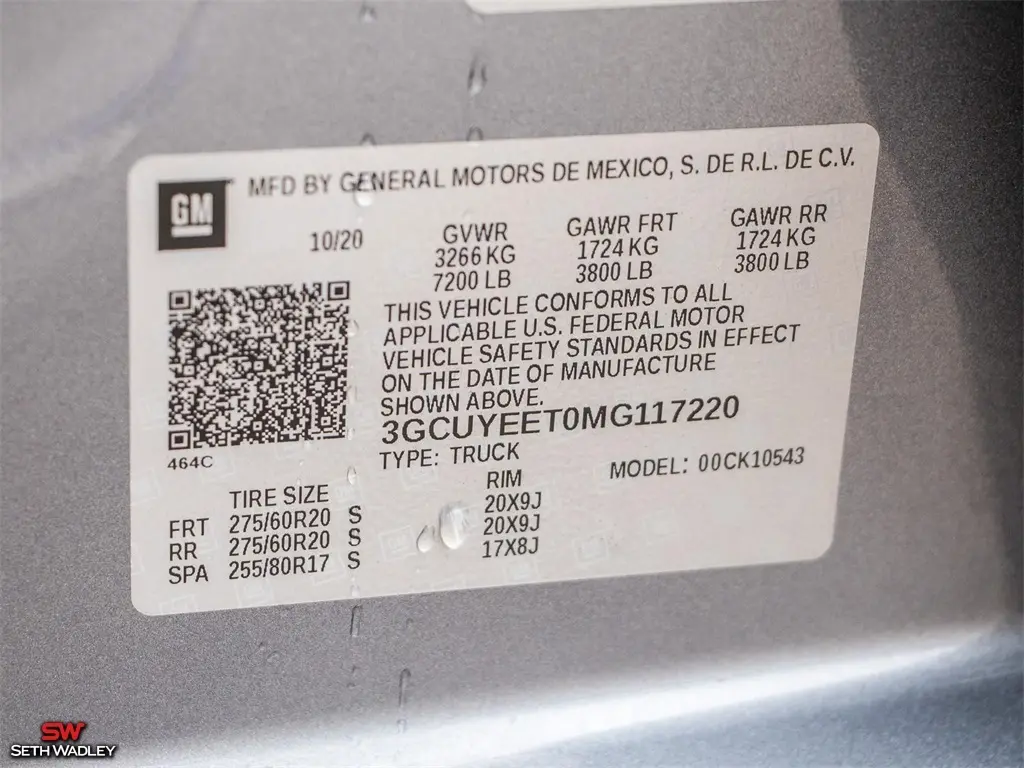 GM
MFD BY GENERAL MOTORS DE MEXICO, S. DE R.L. DE C.V.
10/20
GVWR GAWR FRT GAWR RR
3266 KG 1724 KG 1724 KG
7200 LB 3800 LB 3800 LB
THIS VEHICLE CONFORMS TO ALL
APPLICABLE U.S. FEDERAL MOTOR
VEHICLE SAFETY STANDARDS IN EFFECT
ON THE DATE OF MANUFACTURE
SHOWN ABOVE.
3GCUYEET0MG117220
464C
TYPE: TRUCK MODEL: 00CK10543
TIRE SIZE RIM
FRT 275/60R20 S 20X9J
RR 275/60R20 S 20X9J
SPA 255/80R17 S 17X8J
SW
SETH WADLEY